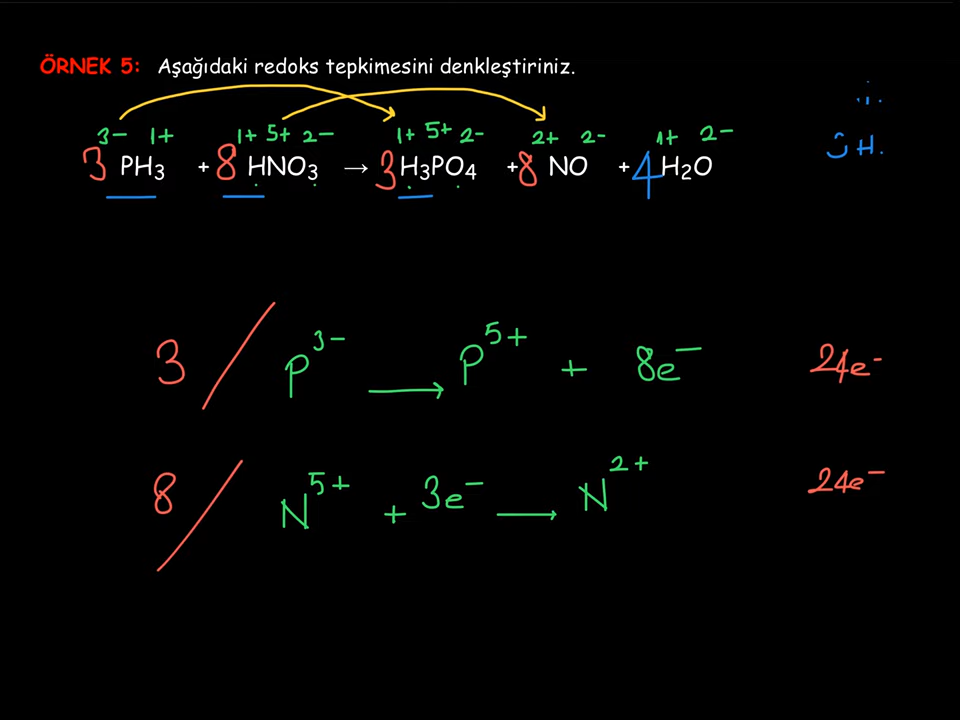 ÖRNEK 5: Aşağıdaki redoks tepkimesini denkleştiriniz.
3- 1+ 1+ 5+ 2- 1+ 5+ 2- 2+ 2- 1+ 2-
3 PH3 + 8 HNO3 → 3 H3PO4 + 8 NO + 4 H2O
H.
3 / P3- → P5+ + 8e- 24e-
8 / N5+ + 3e- → N2+ 24e-